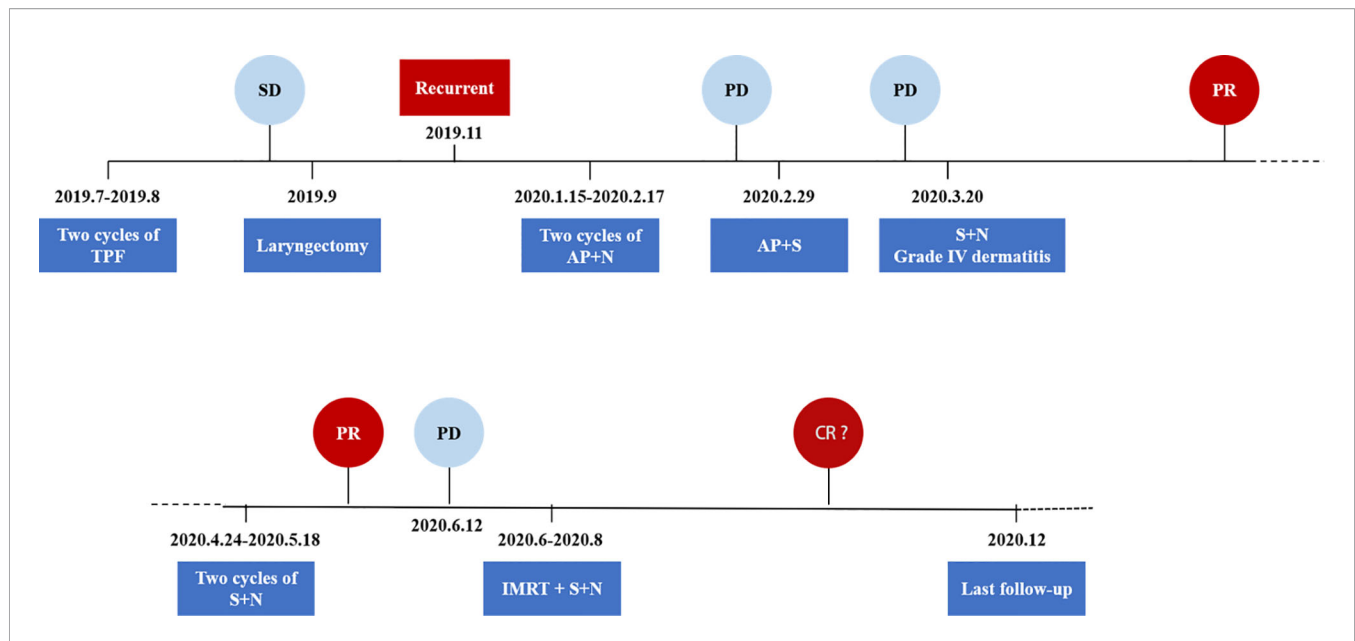 SD
Recurrent
2019.11
PD
PD
PR
2019.7-2019.8
2019.9
2020.1.15-2020.2.17
2020.2.29
2020.3.20
Two cycles of
TPF
Laryngectomy
Two cycles of
AP+N
AP+S
S+N
Grade IV dermatitis
PR
PD
CR ?
2020.4.24-2020.5.18
2020.6.12
2020.6-2020.8
2020.12
Two cycles of
S+N
IMRT + S+N
Last follow-up